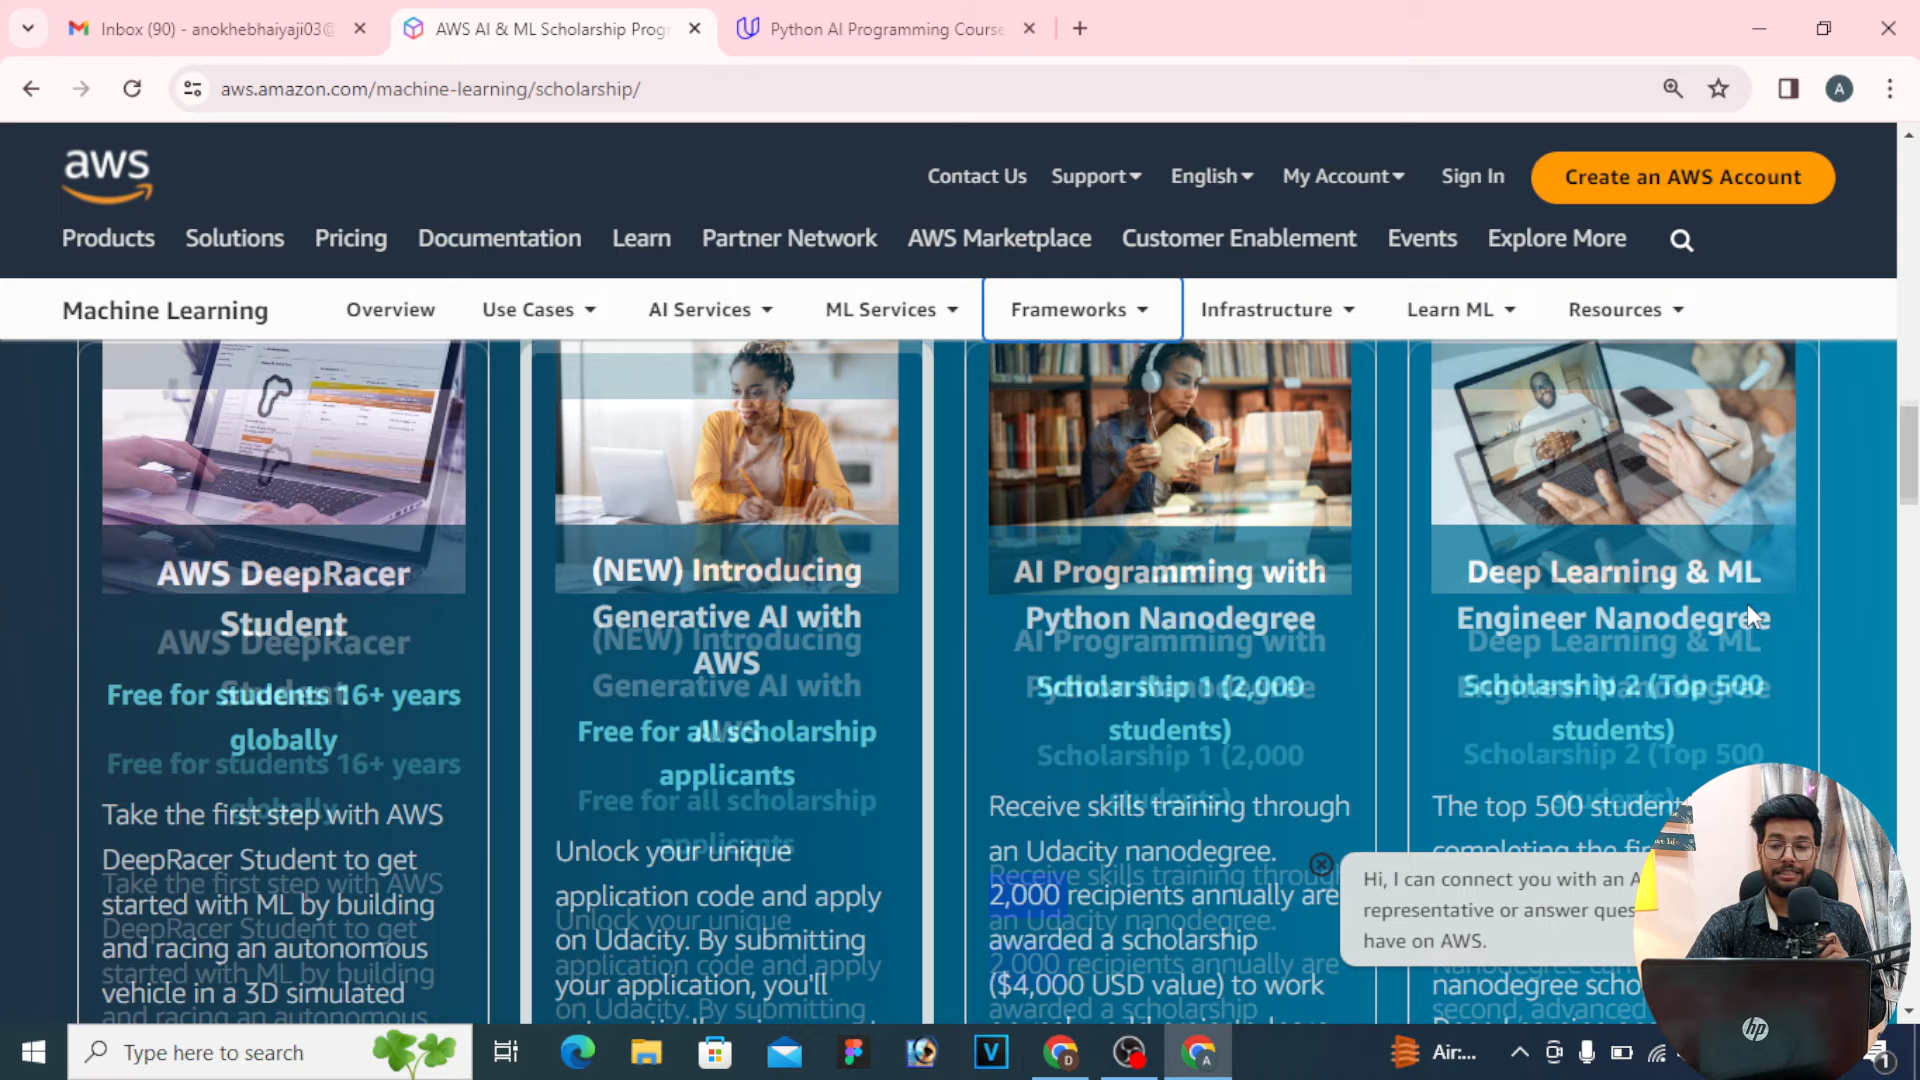 Inbox (90) - anokhebhaiyaji03@
AWS AI & ML Scholarship Prog
Python AI Programming Course
aws.amazon.com/machine-learning/scholarship/
A
aws
Contact Us Support English My Account Sign In Create an AWS Account
Products Solutions Pricing Documentation Learn Partner Network AWS Marketplace Customer Enablement Events Explore More
Machine Learning Overview Use Cases AI Services ML Services Frameworks Infrastructure Learn ML Resources
AWS DeepRacer
Student
Free for students 16+ years
globally
Take the first step with AWS
DeepRacer Student to get
started with ML by building
and racing an autonomous
vehicle in a 3D simulated
(NEW) Introducing
Generative AI with
AWS
Free for all scholarship
applicants
Unlock your unique
application code and apply
on Udacity. By submitting
your application, you'll
AI Programming with
Python Nanodegree
Scholarship 1 (2,000
students)
Receive skills training through
an Udacity nanodegree.
2,000 recipients annually are
awarded a scholarship
($4,000 USD value) to work
Deep Learning & ML
Engineer Nanodegree
Scholarship 2 (Top 500
students)
The top 500 student
completing the fir
nanodegree scho
second, advanced
Hi, I can connect you with an A
representative or answer ques
have on AWS.
hp
Type here to search
Air....
1